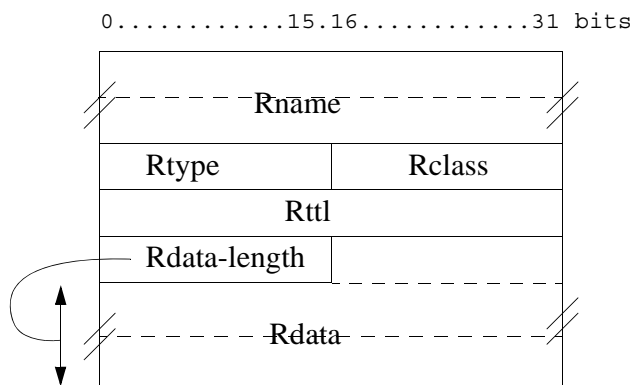 0............15.16............31 bits
Rname
Rtype Rclass
Rttl
Rdata-length
Rdata